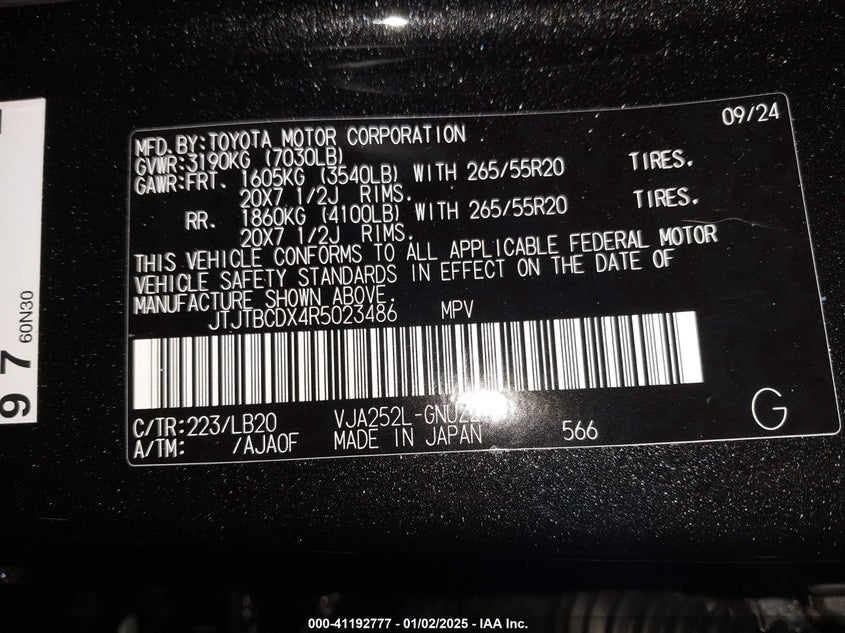 09/24
MFD. BY:TOYOTA MOTOR CORPORATION
GVWR:3190KG (7030LB)
GAWR:FRT. 1605KG (3540LB) WITH 265/55R20 TIRES.
20X7 1/2J RIMS.
RR. 1860KG (4100LB) WITH 265/55R20 TIRES.
20X7 1/2J RIMS.
THIS VEHICLE CONFORMS TO ALL APPLICABLE FEDERAL MOTOR
VEHICLE SAFETY STANDARDS IN EFFECT ON THE DATE OF
MANUFACTURE SHOWN ABOVE.
JTJTBCDX4R5023486 MPV
C/TR:223/LB20
A/TM: /AJA0F
MADE IN JAPAN
566
G
97
60N30
000-41192777 - 01/02/2025 - IAA Inc.